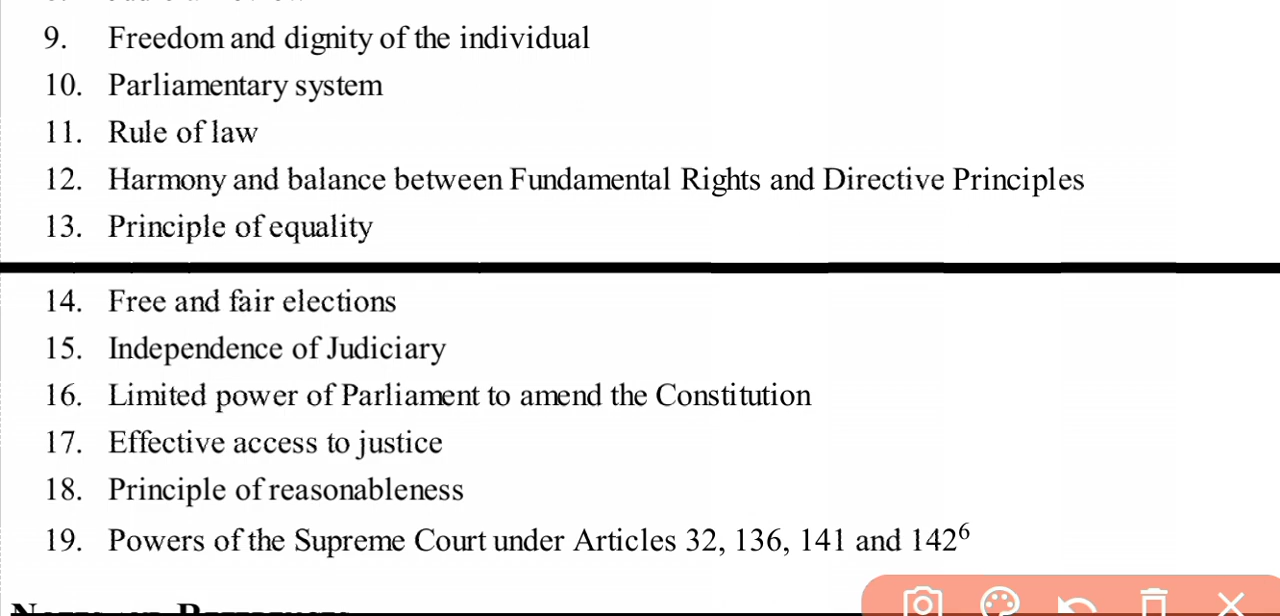 9. Freedom and dignity of the individual
10. Parliamentary system
11. Rule of law
12. Harmony and balance between Fundamental Rights and Directive Principles
13. Principle of equality
14. Free and fair elections
15. Independence of Judiciary
16. Limited power of Parliament to amend the Constitution
17. Effective access to justice
18. Principle of reasonableness
19. Powers of the Supreme Court under Articles 32, 136, 141 and 142⁶